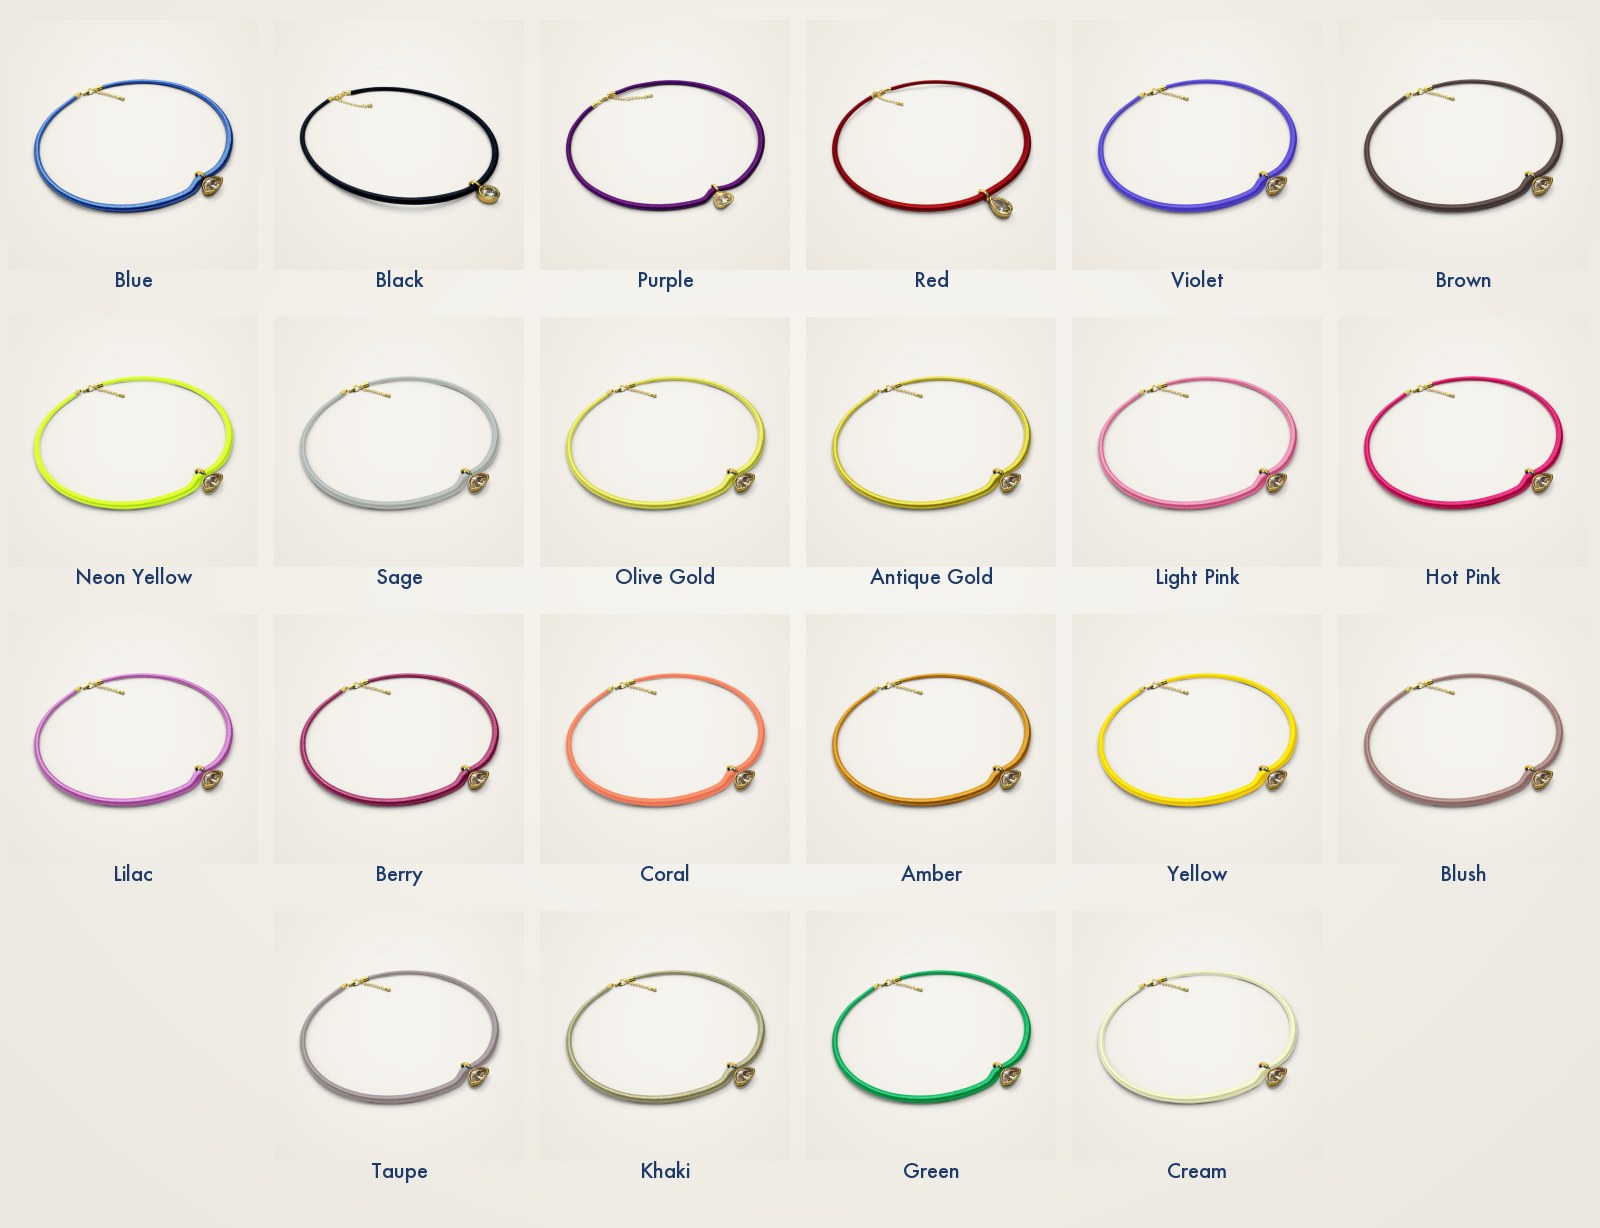 Blue
Black
Purple
Red
Violet
Brown
Neon Yellow
Sage
Olive Gold
Antique Gold
Light Pink
Hot Pink
Lilac
Berry
Coral
Amber
Yellow
Blush
Taupe
Khaki
Green
Cream